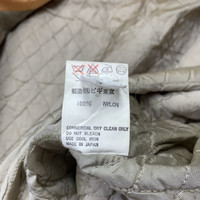 100% NYLON
COMMERCIAL DRY CLEAN ONLY
DO NOT BLEACH
USE COOL IRON
MADE IN JAPAN